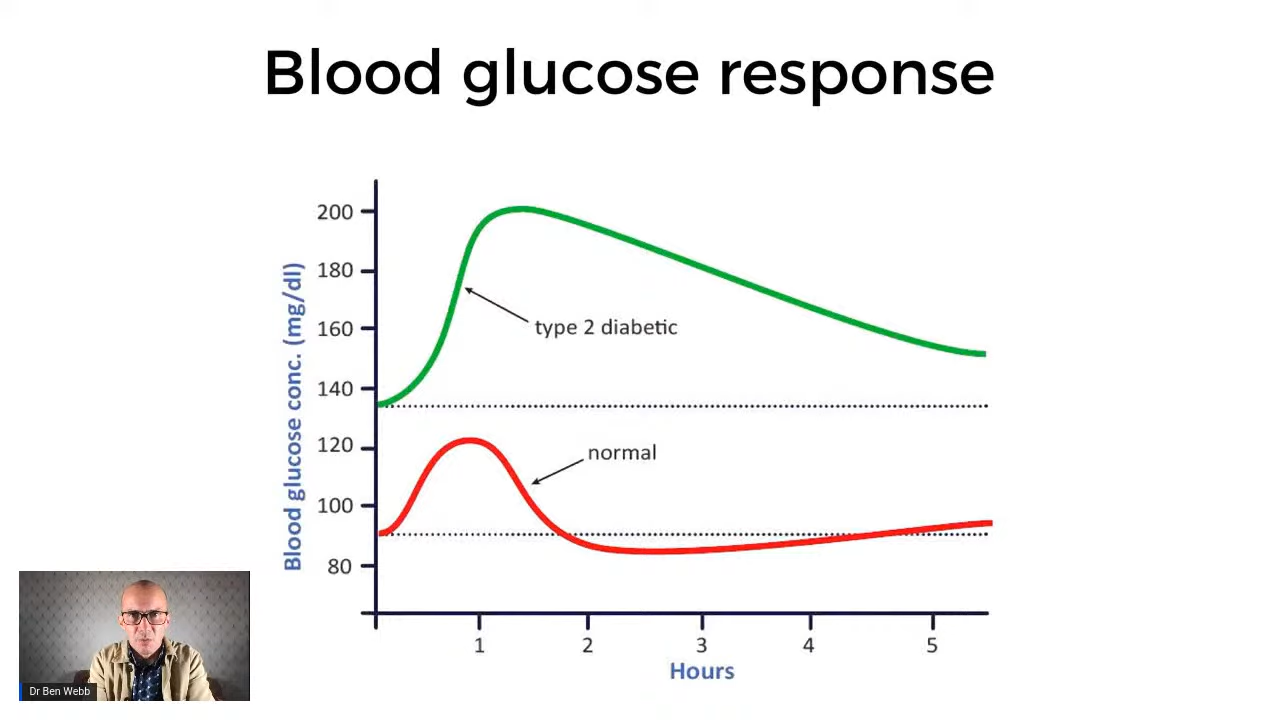 Blood glucose response
Blood glucose conc. (mg/dl)
200
180
160
140
120
100
80
type 2 diabetic
normal
1 2 3 4 5
Hours
Dr Ben Webb